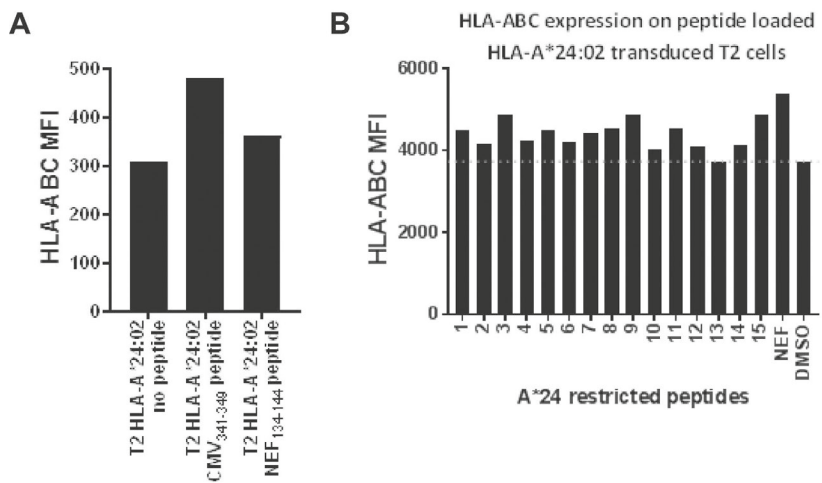 A
HLA-A BC MFI
500
400
300
200
100
0
T2 HLA-A*24:02
no peptide
T2 HLA-A*24:02
CMV341-349 peptide
T2 HLA-A*24:02
NEF134-144 peptide
B
HLA-ABC expression on peptide loaded
HLA-A*24:02 transduced T2 cells
HLA-ABC MFI
6000
4000
2000
0
1
2
3
4
5
6
7
8
9
10
11
12
13
14
15
NEF
DMSO
A*24 restricted peptides